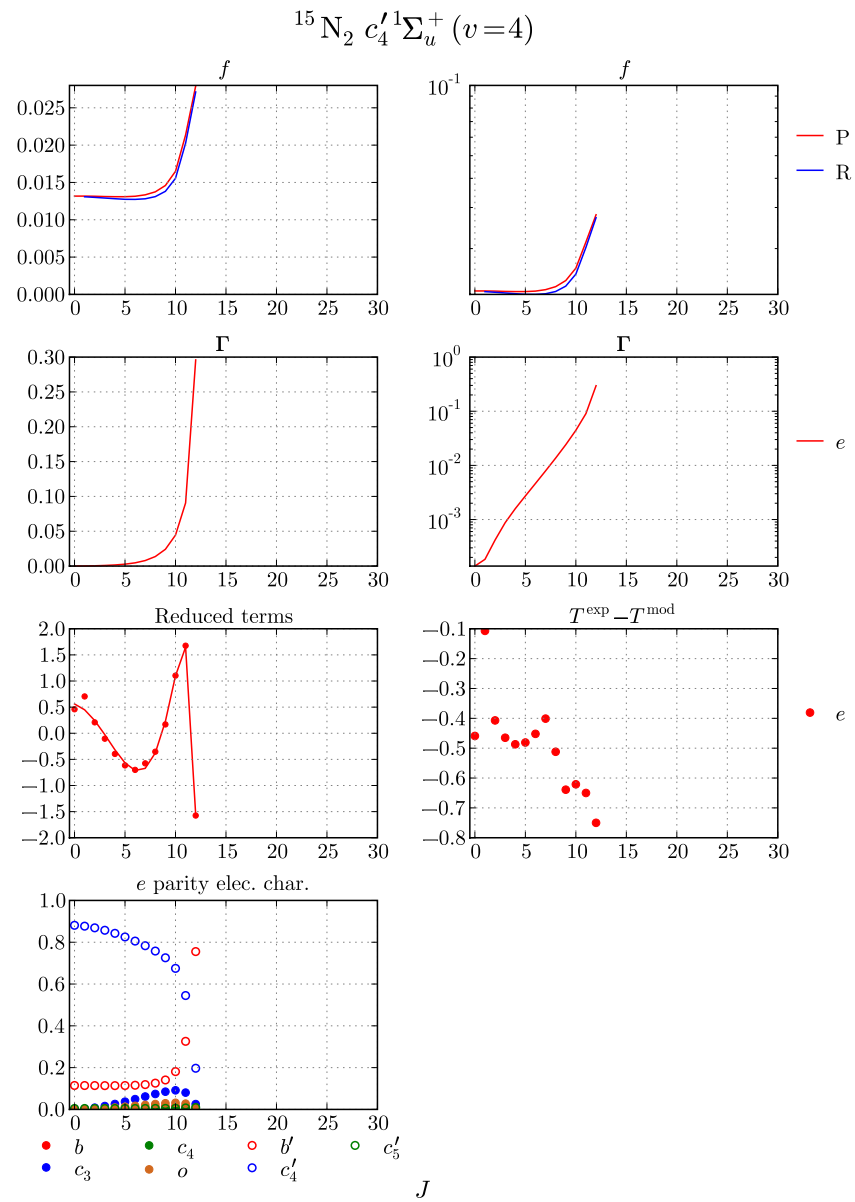 ¹⁵N₂ c₄′ ¹Σᵤ⁺ (v=4)
f
0.025
0.020
0.015
0.010
0.005
0.000
0 5 10 15 20 25 30
f
10⁻¹
0 5 10 15 20 25 30
P
R
Γ
0.30
0.25
0.20
0.15
0.10
0.05
0.00
0 5 10 15 20 25 30
Γ
10⁰
10⁻¹
10⁻²
10⁻³
0 5 10 15 20 25 30
e
Reduced terms
2.0
1.5
1.0
0.5
0.0
−0.5
−1.0
−1.5
−2.0
0 5 10 15 20 25 30
Tᵉˣᵖ−Tᵐᵒᵈ
−0.1
−0.2
−0.3
−0.4
−0.5
−0.6
−0.7
−0.8
0 5 10 15 20 25 30
e
e parity elec. char.
1.0
0.8
0.6
0.4
0.2
0.0
0 5 10 15 20 25 30
b c₄ b′ c₅′
c₃ o c₄′
J